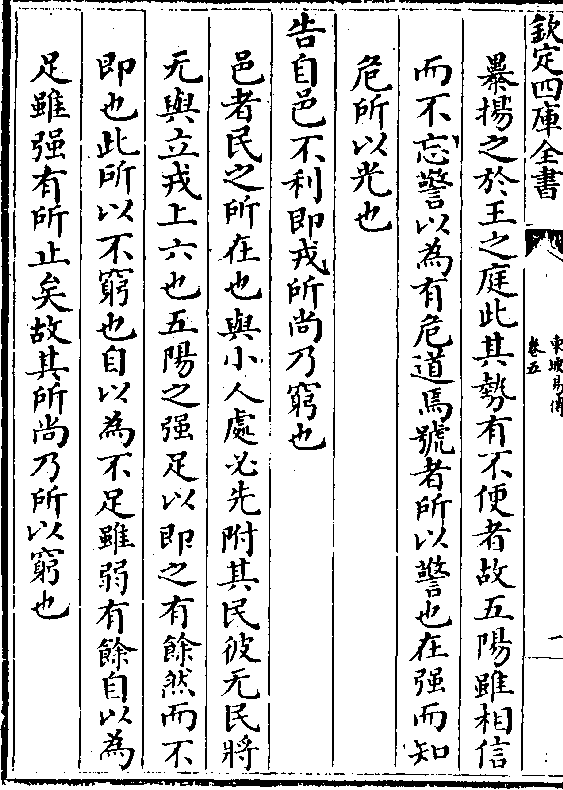 欽定四庫全書
東坡易傳
卷五
一
暴揚之於王之庭此其勢有不便者故五陽雖相信
而不忘警以為有危道焉號者所以警也在强而知
危所以光也
告自邑不利即戎所尚乃窮也
邑者民之所在也與小人處必先附其民彼无民將
无與立戎上六也五陽之强足以即之有餘然而不
即也此所以不窮也自以為不足雖弱有餘自以為
足雖强有所止矣故其所尚乃所以窮也